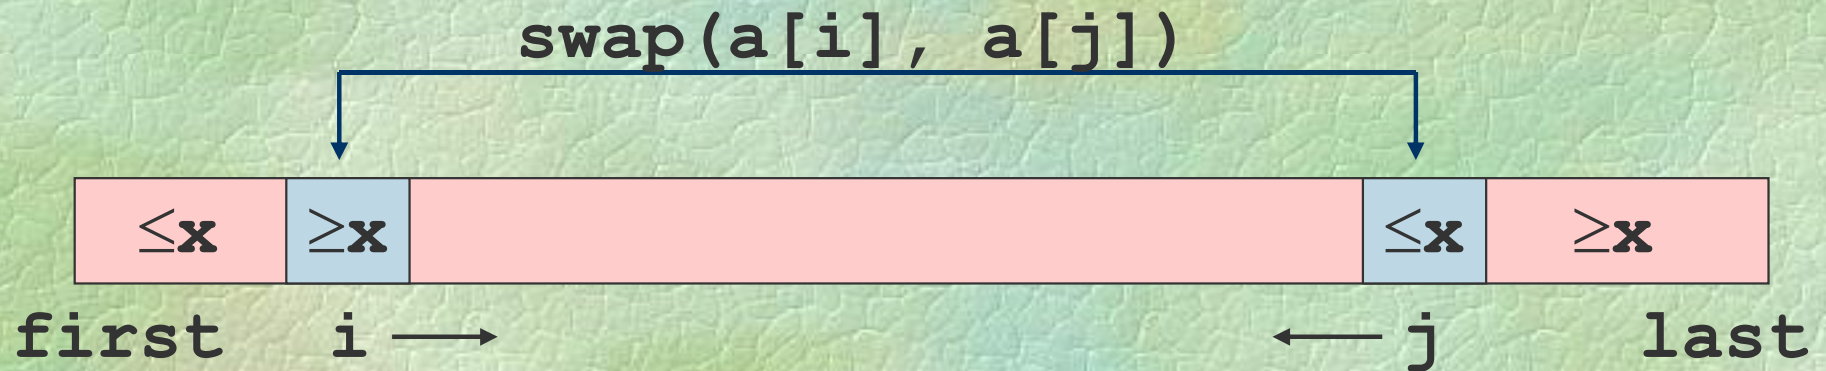 swap(a[i], a[j])
≤x ≥x ≤x ≥x
first i j last